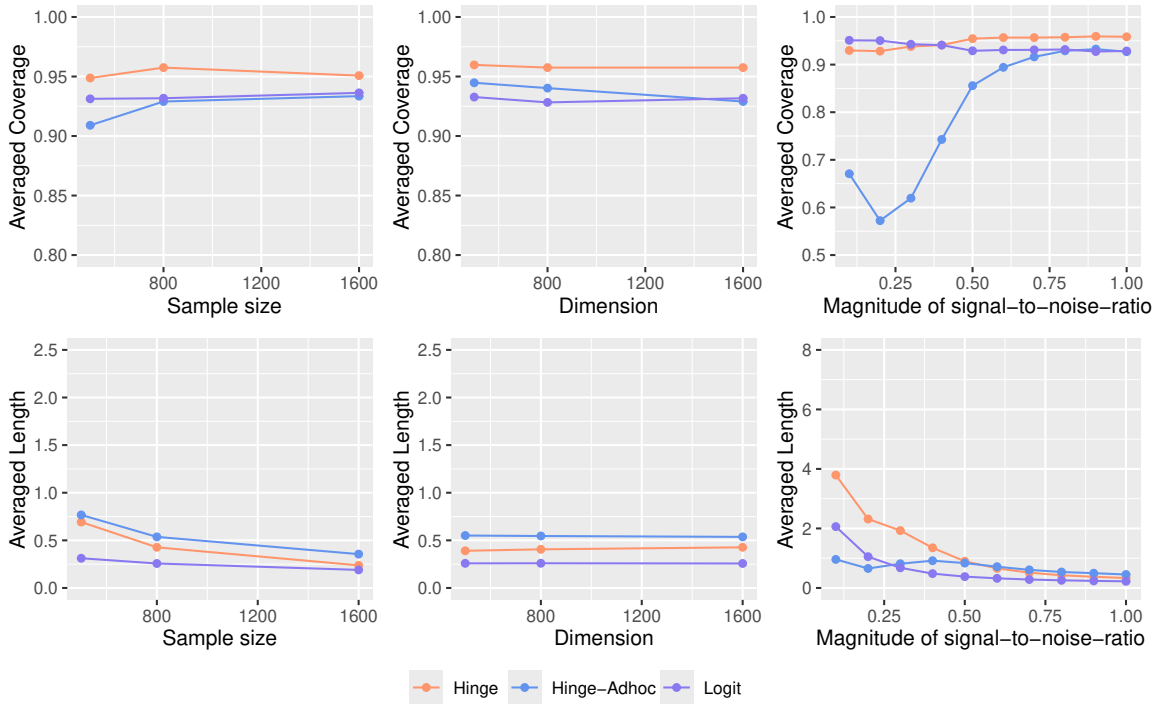 Averaged Coverage
1.00
0.95
0.90
0.85
0.80
800 1200 1600
Sample size
Averaged Coverage
1.00
0.95
0.90
0.85
0.80
800 1200 1600
Dimension
Averaged Coverage
1.0
0.9
0.8
0.7
0.6
0.5
0.25 0.50 0.75 1.00
Magnitude of signal−to−noise−ratio
Averaged Length
2.5
2.0
1.5
1.0
0.5
0.0
800 1200 1600
Sample size
Averaged Length
2.5
2.0
1.5
1.0
0.5
0.0
800 1200 1600
Dimension
Averaged Length
8
6
4
2
0
0.25 0.50 0.75 1.00
Magnitude of signal−to−noise−ratio
Hinge Hinge−Adhoc Logit